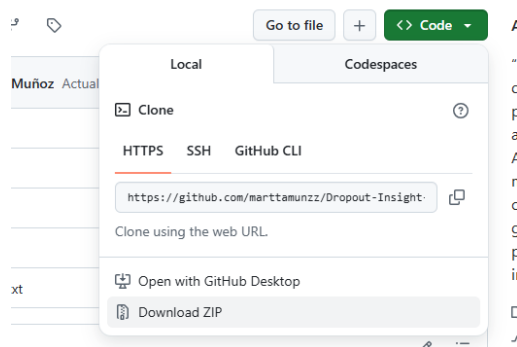 Go to file
Code
Local
Codespaces
Muñoz Actual
Clone
HTTPS SSH GitHub CLI
https://github.com/marttamunzz/Dropout-Insight-
Clone using the web URL.
Open with GitHub Desktop
Download ZIP